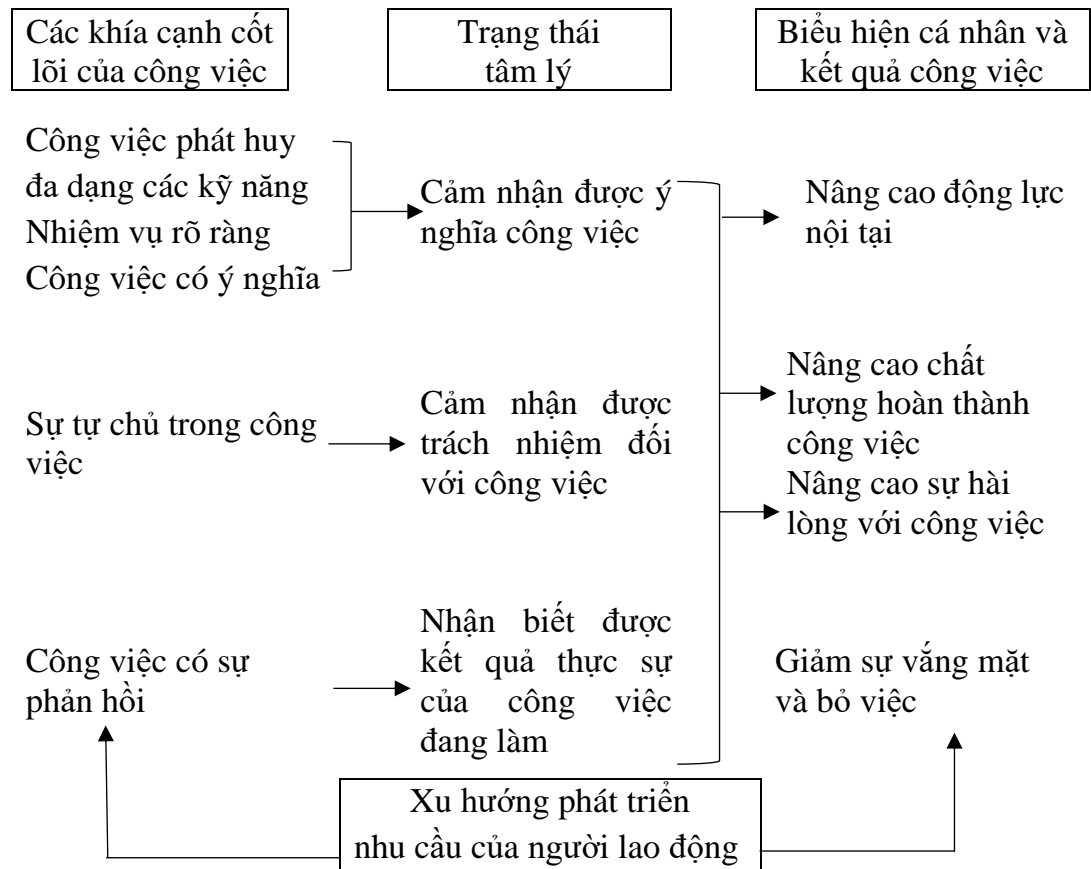 Các khía cạnh cốt
lõi của công việc
Trạng thái
tâm lý
Biểu hiện cá nhân và
kết quả công việc
Công việc phát huy
đa dạng các kỹ năng
Nhiệm vụ rõ ràng
Công việc có ý nghĩa
Cảm nhận được ý
nghĩa công việc
Nâng cao động lực
nội tại
Sự tự chủ trong công
việc
Cảm nhận được
trách nhiệm đối
với công việc
Nâng cao chất
lượng hoàn thành
công việc
Nâng cao sự hài
lòng với công việc
Công việc có sự
phản hồi
Nhận biết được
kết quả thực sự
của công việc
đang làm
Giảm sự vắng mặt
và bỏ việc
Xu hướng phát triển
nhu cầu của người lao động